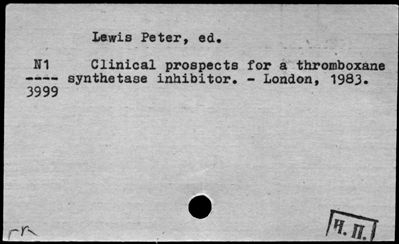 Lewis Peter, ed.
N1 Clinical prospects for a thromboxane
---- synthetase inhibitor. - London, 1983.
3999
Ч. П.